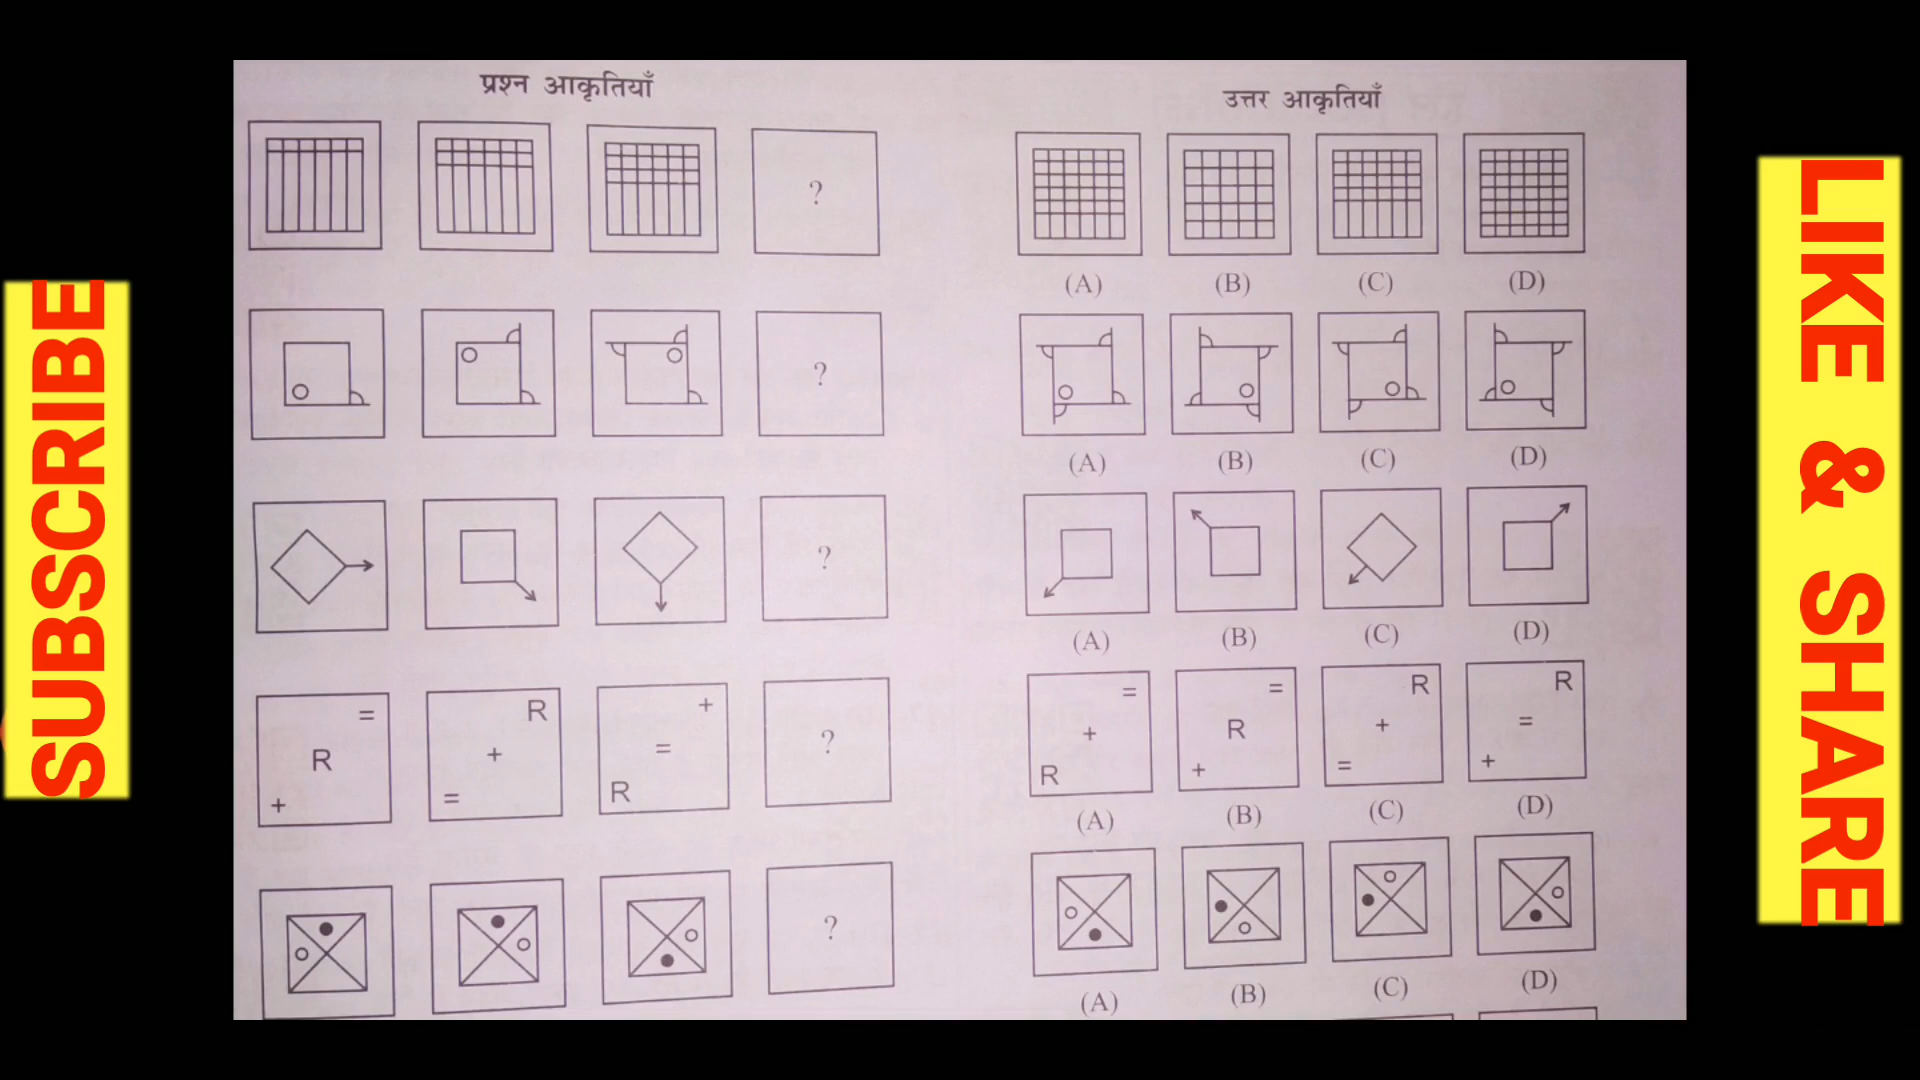 SUBSCRIBE
प्रश्न आकृतियाँ
उत्तर आकृतियाँ
?
(A) (B) (C) (D)
?
(A) (B) (C) (D)
?
(A) (B) (C) (D)
= R + = R
R + = + R + =
+ = R R + = +
?
(A) (B) (C) (D)
?
(A) (B) (C) (D)
LIKE & SHARE